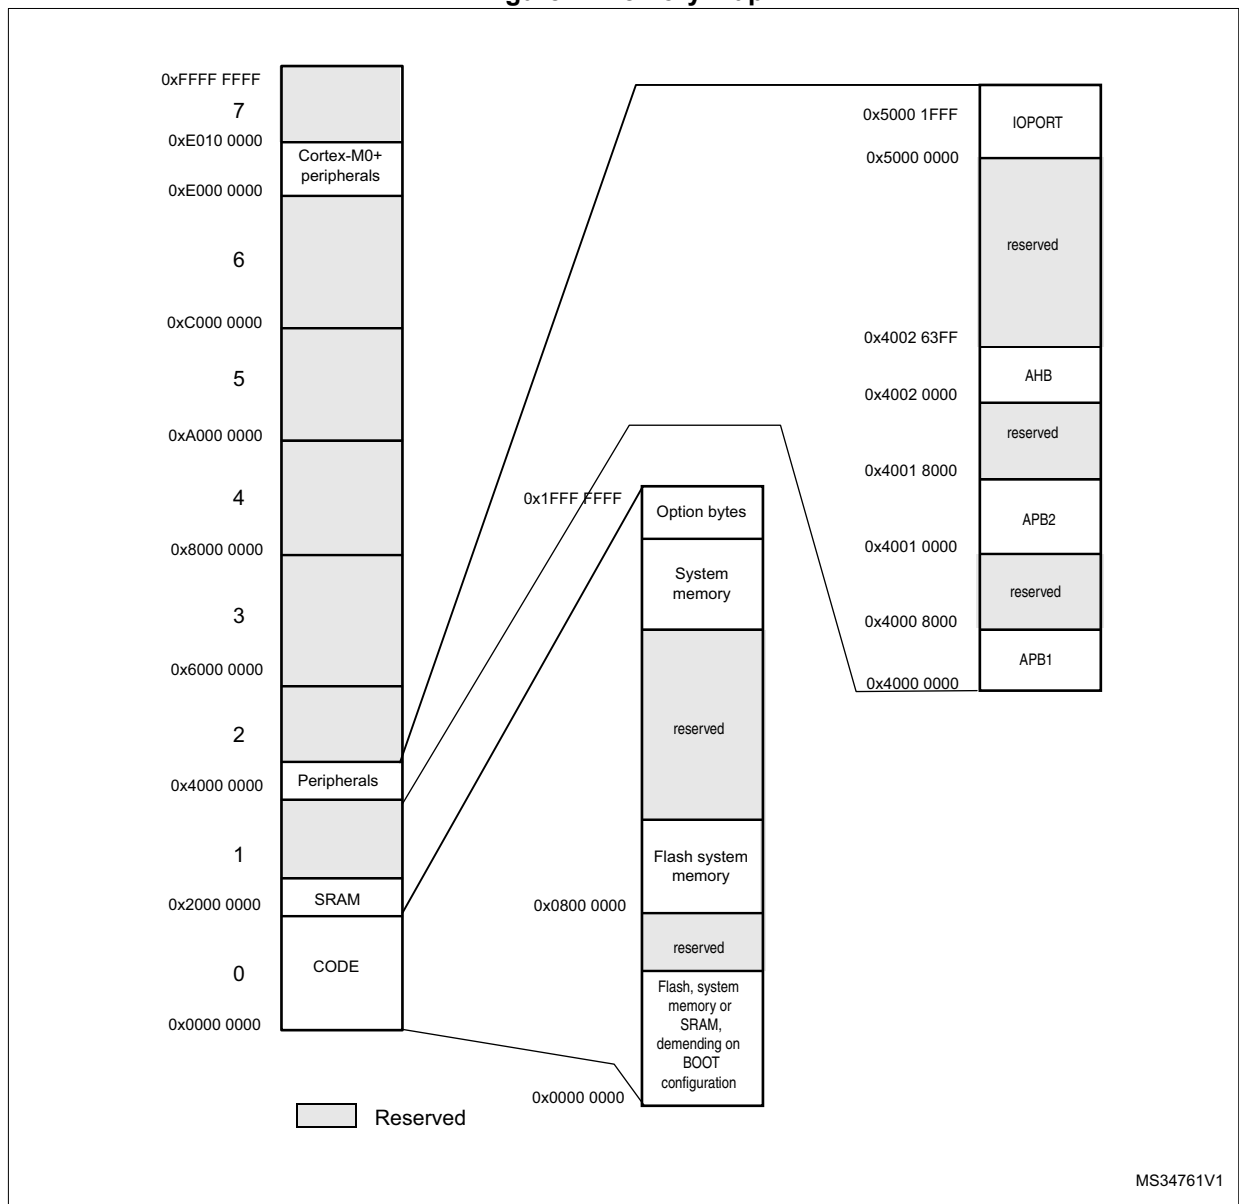 0xFFFF FFFF
7
0xE010 0000
Cortex-M0+
peripherals
0xE000 0000
6
0xC000 0000
5
0xA000 0000
4
0x8000 0000
3
0x6000 0000
2
Peripherals
0x4000 0000
1
SRAM
0x2000 0000
CODE
0
0x0000 0000
Reserved
0x1FFF FFFF
Option bytes
System
memory
reserved
Flash system
memory
0x0800 0000
reserved
Flash, system
memory or
SRAM,
demending on
BOOT
configuration
0x0000 0000
0x5000 1FFF
IOPORT
0x5000 0000
reserved
0x4002 63FF
AHB
0x4002 0000
reserved
0x4001 8000
APB2
0x4001 0000
reserved
0x4000 8000
APB1
0x4000 0000
MS34761V1